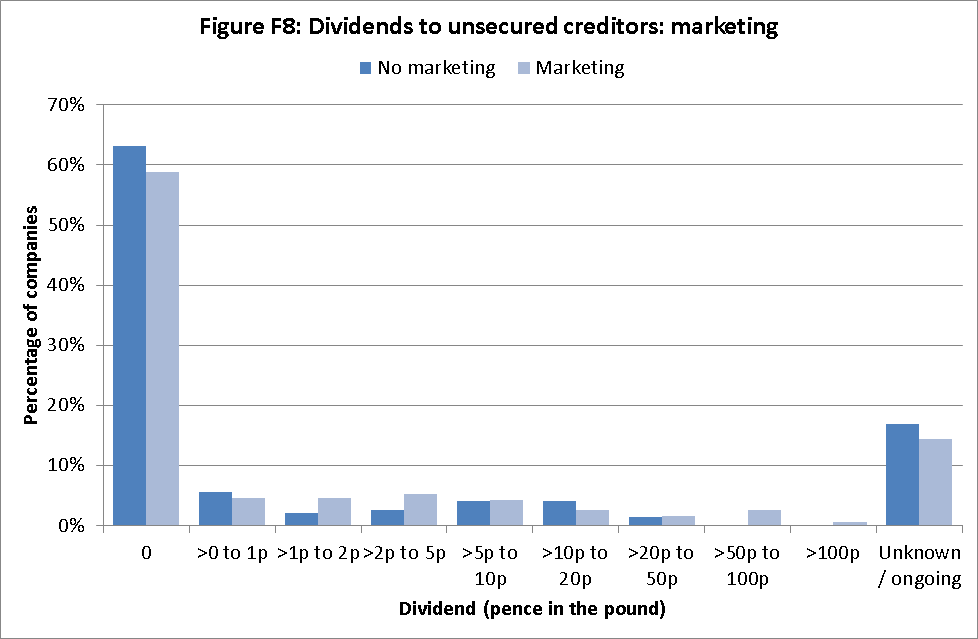 Figure F8: Dividends to unsecured creditors: marketing
No marketing Marketing
70%
60%
50%
40%
30%
20%
10%
0%
Percentage of companies
0 >0 to 1p >1p to 2p >2p to 5p >5p to >10p to >20p to >50p to >100p Unknown
10p 20p 50p 100p / ongoing
Dividend (pence in the pound)